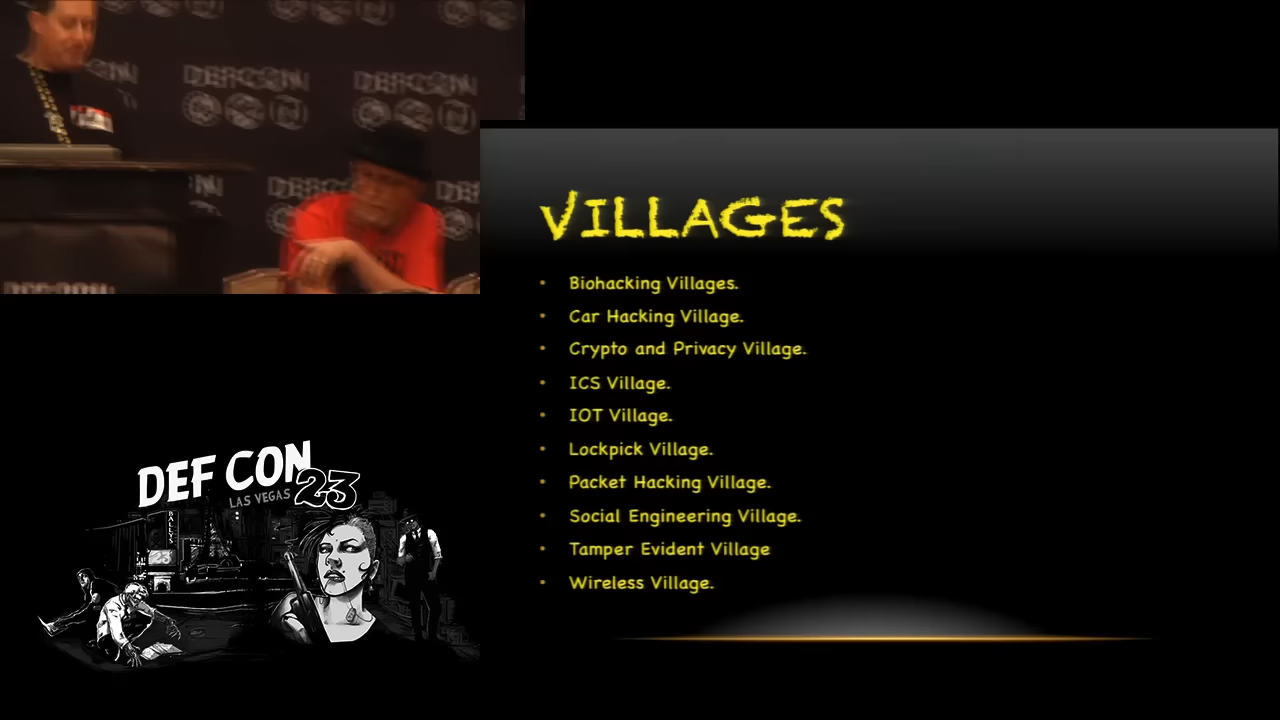 VILLAGES
• Biohacking Villages.
• Car Hacking Village.
• Crypto and Privacy Village.
• ICS Village.
• IOT Village.
• Lockpick Village.
• Packet Hacking Village.
• Social Engineering Village.
• Tamper Evident Village
• Wireless Village.
DEF CON
LAS VEGAS 23
BALLYS